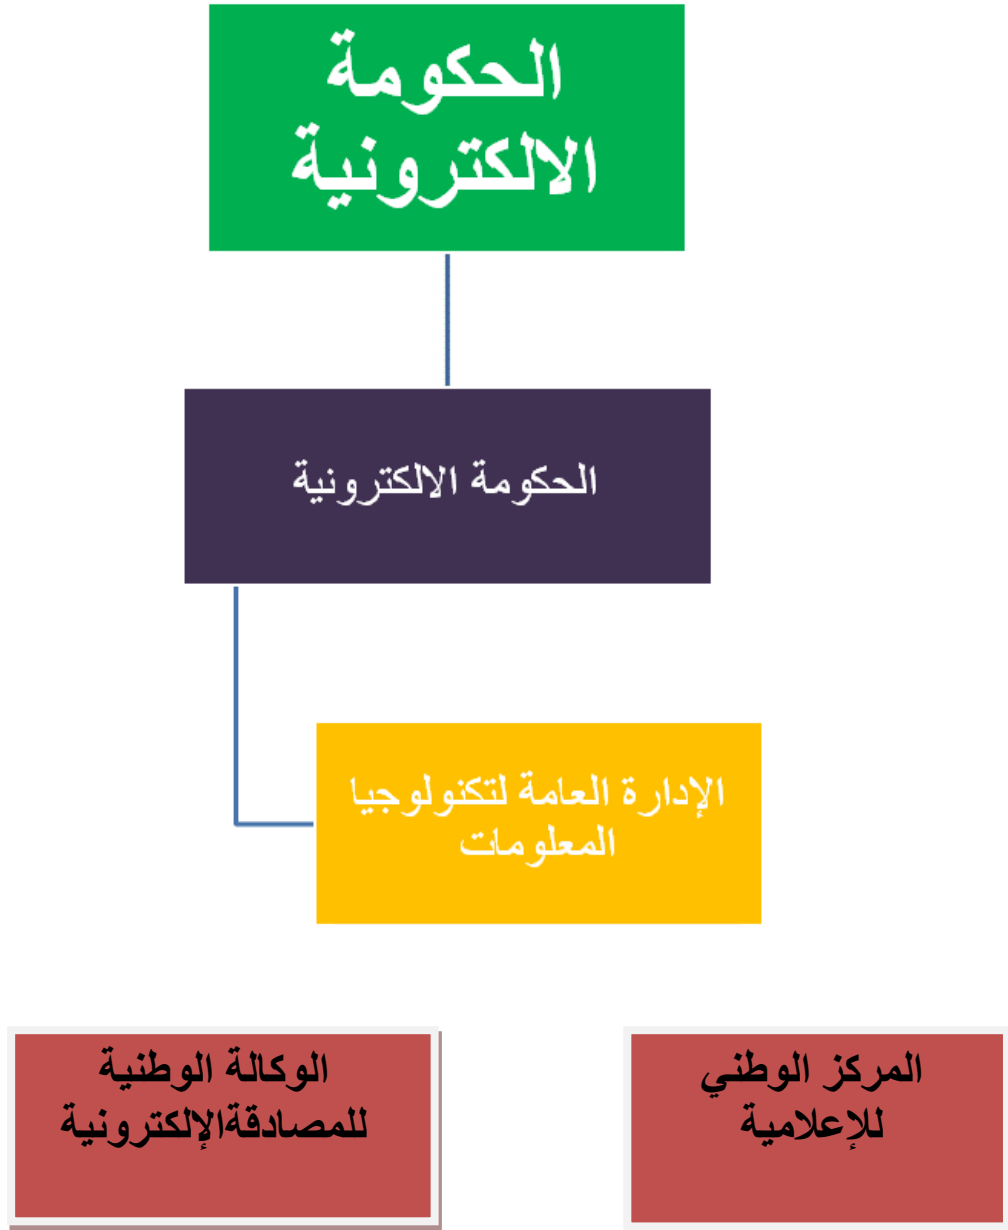 الحكومة
الالكترونية
الحكومة الالكترونية
الإدارة العامة لتكنولوجيا
المعلومات
المركز الوطني
للإعلامية
الوكالة الوطنية
للمصادقةالإلكترونية